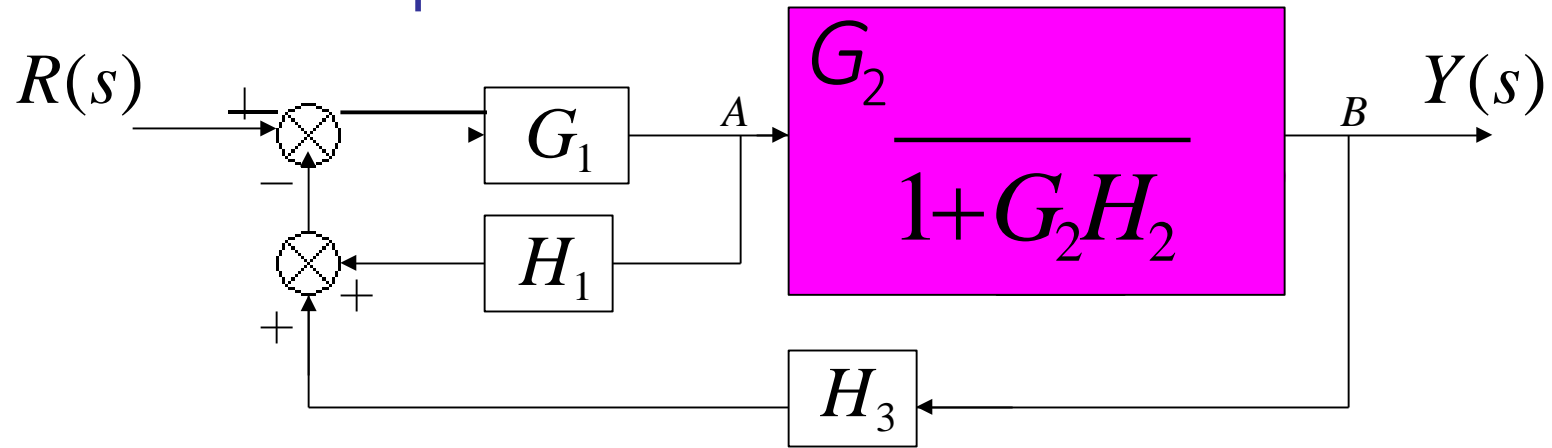 R(s)
+
−
G₁
A
G₂
1+G₂H₂
B
Y(s)
H₁
+
+
H₃